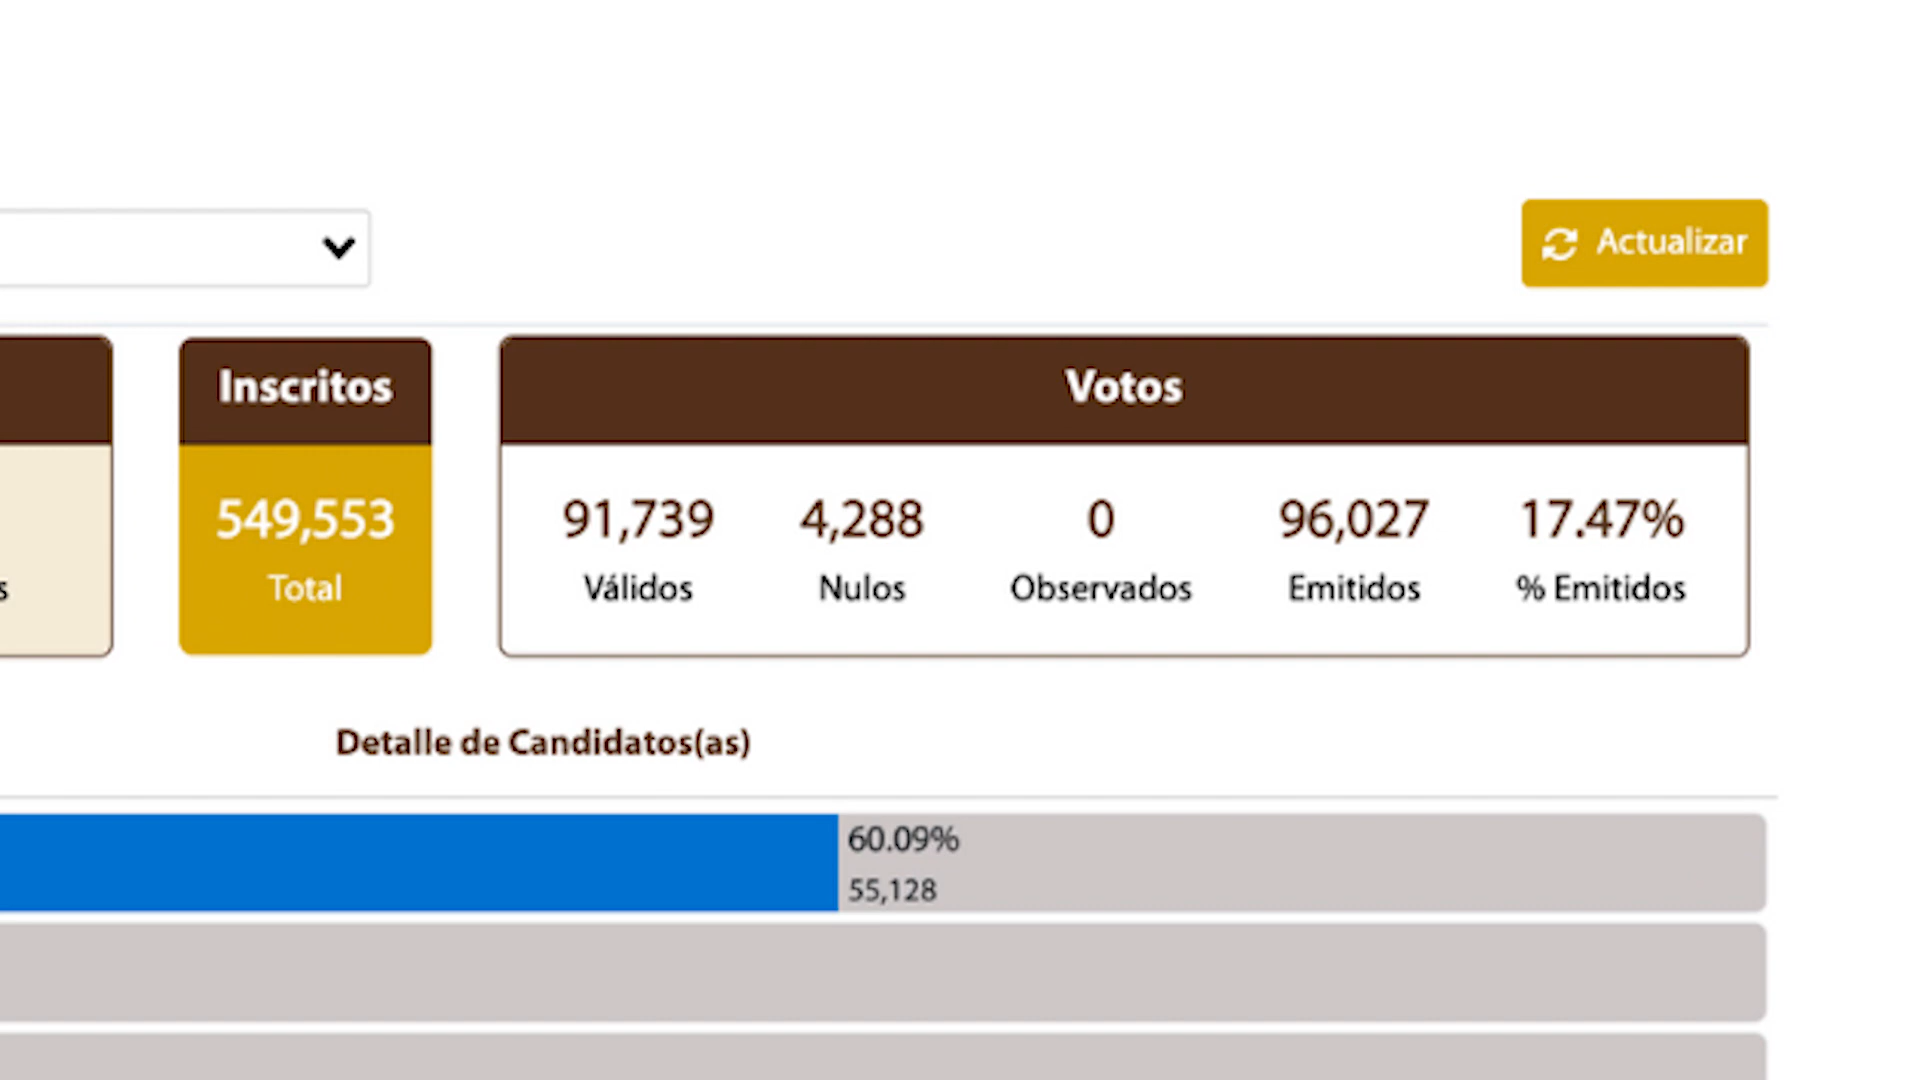 Actualizar
Inscritos
Votos
549,553
91,739
4,288
0
96,027
17.47%
s
Total
Válidos
Nulos
Observados
Emitidos
% Emitidos
Detalle de Candidatos(as)
60.09%
55,128